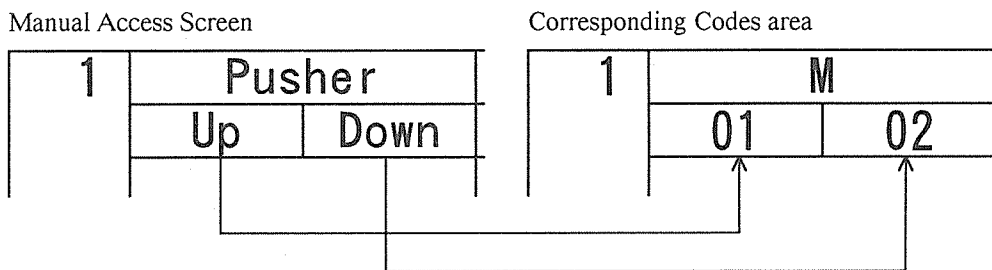 Manual Access Screen
Corresponding Codes area
1 Pusher
Up Down
1 M
01 02